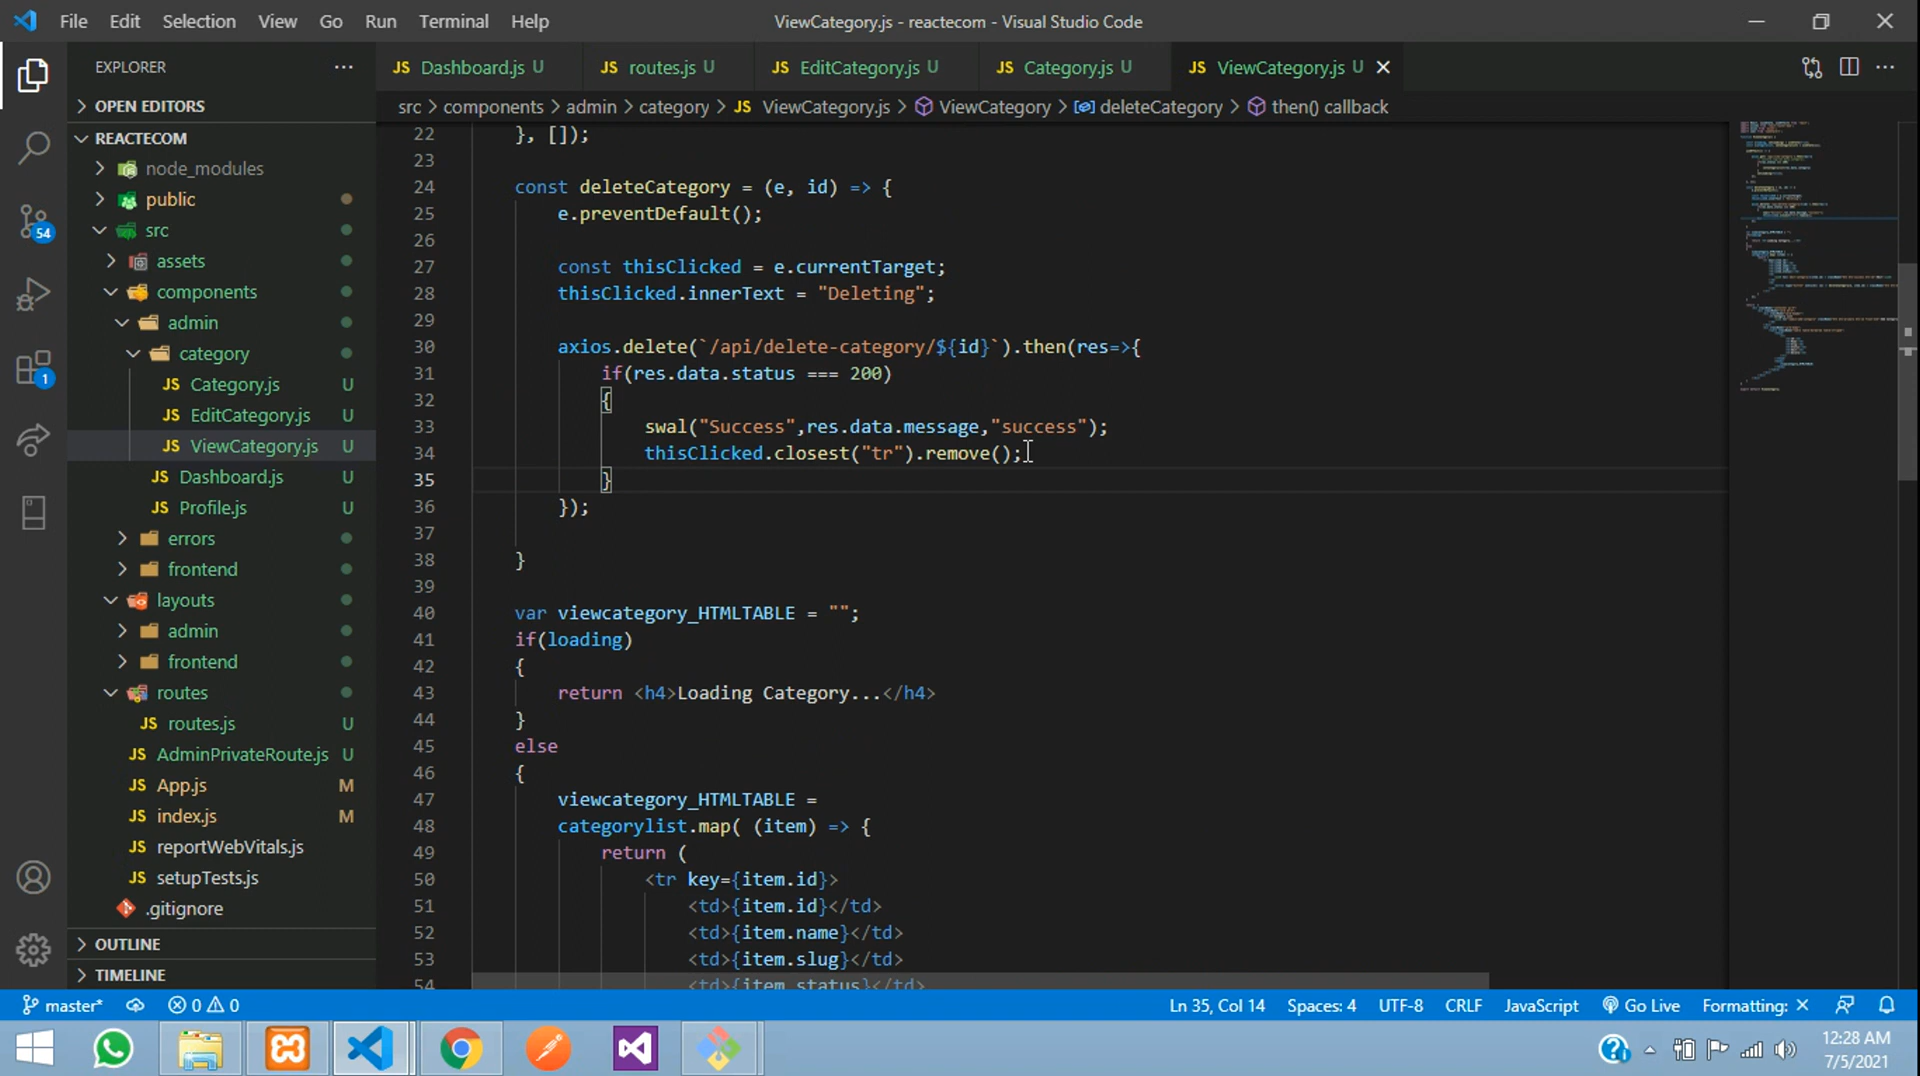 File Edit Selection View Go Run Terminal Help
ViewCategory.js - reactecom - Visual Studio Code
EXPLORER
OPEN EDITORS
REACTECOM
node_modules
public
src
assets
components
admin
category
JS Category.js U
JS EditCategory.js U
JS ViewCategory.js U
JS Dashboard.js U
JS Profile.js U
errors
frontend
layouts
admin
frontend
routes
JS routes.js U
JS AdminPrivateRoute.js U
JS App.js M
JS index.js M
JS reportWebVitals.js
JS setupTests.js
.gitignore
OUTLINE
TIMELINE
54
1
JS Dashboard.js U JS routes.js U JS EditCategory.js U JS Category.js U JS ViewCategory.js U
src > components > admin > category > JS ViewCategory.js > ViewCategory > deleteCategory > then() callback
22 }, []);
23
24 const deleteCategory = (e, id) => {
25 e.preventDefault();
26
27 const thisClicked = e.currentTarget;
28 thisClicked.innerText = "Deleting";
29
30 axios.delete(`/api/delete-category/${id}`).then(res=>{
31 if(res.data.status === 200)
32 {
33 swal("Success",res.data.message,"success");
34 thisClicked.closest("tr").remove();
35 }
36 });
37
38 }
39
40 var viewcategory_HTMLTABLE = "";
41 if(loading)
42 {
43 return <h4>Loading Category...</h4>
44 }
45 else
46 {
47 viewcategory_HTMLTABLE =
48 categorylist.map( (item) => {
49 return (
50 <tr key={item.id}>
51 <td>{item.id}</td>
52 <td>{item.name}</td>
53 <td>{item.slug}</td>
54 <td>{item.status}</td>
master* 0 0 Ln 35, Col 14 Spaces: 4 UTF-8 CRLF JavaScript Go Live Formatting: ×
12:28 AM
7/5/2021